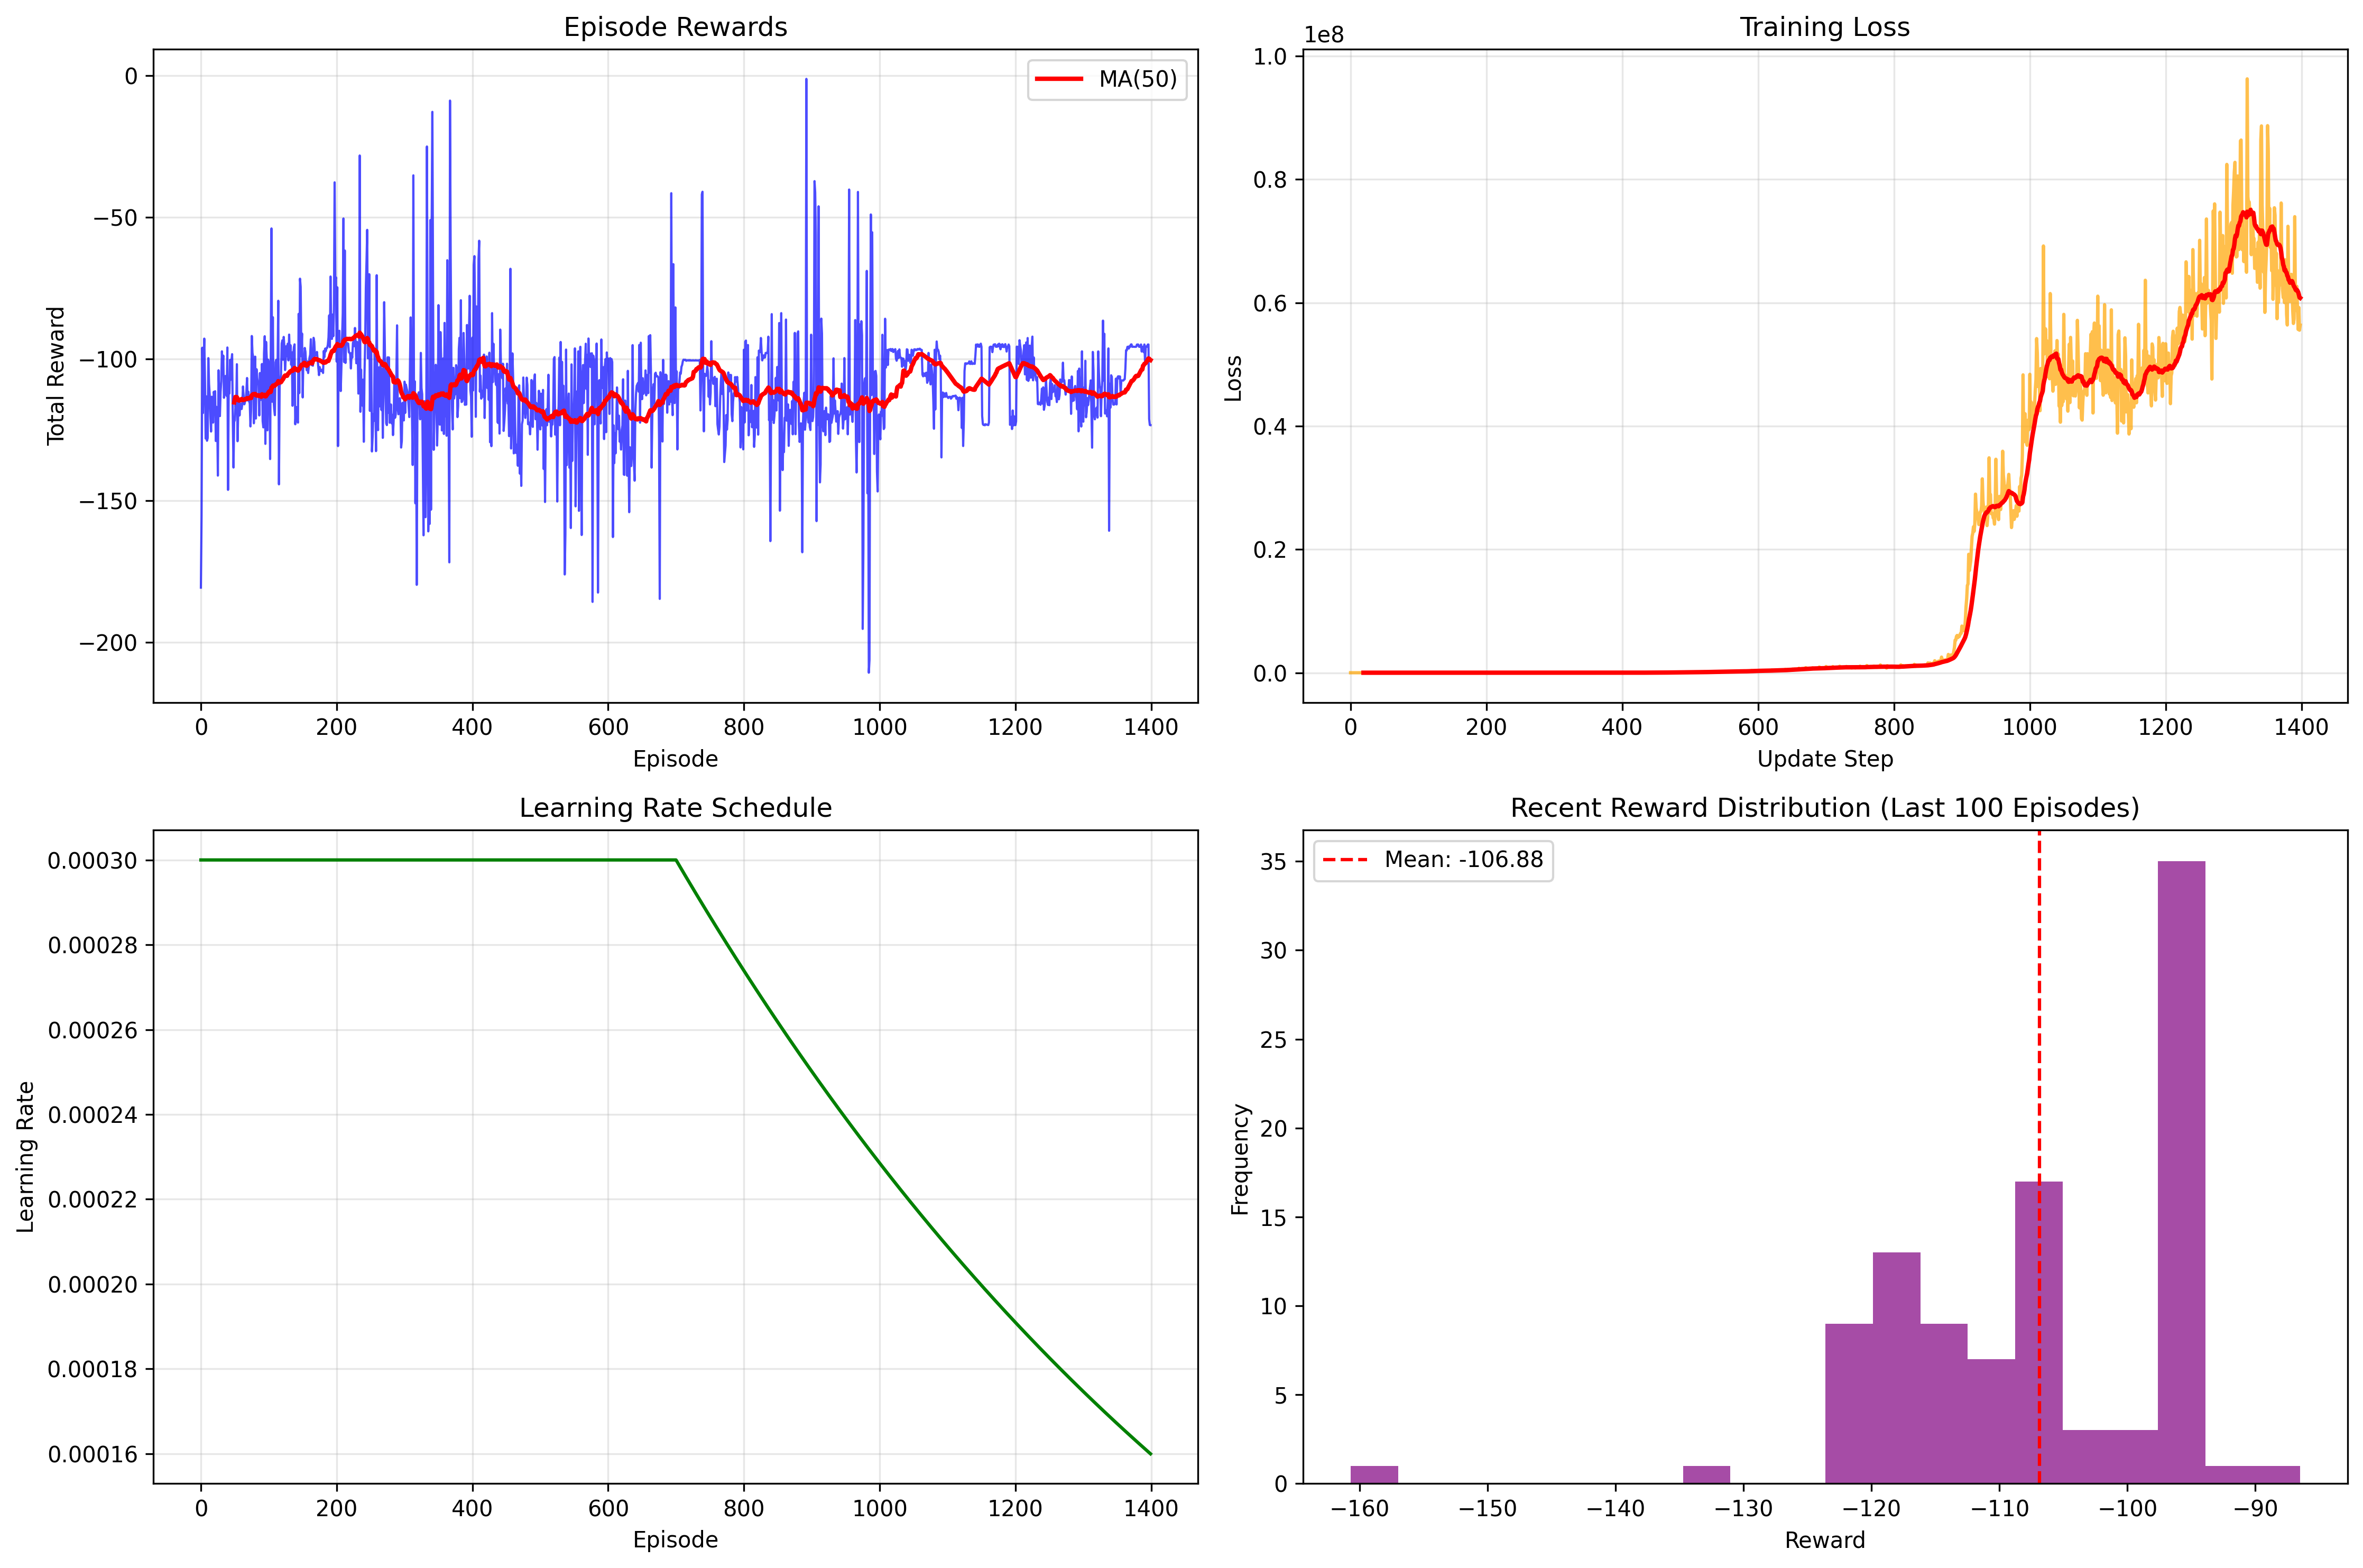 Episode Rewards
Total Reward
0
−50
−100
−150
−200
MA(50)
0 200 400 600 800 1000 1200 1400
Episode
Training Loss
1e8
Loss
1.0
0.8
0.6
0.4
0.2
0.0
0 200 400 600 800 1000 1200 1400
Update Step
Learning Rate Schedule
Learning Rate
0.00030
0.00028
0.00026
0.00024
0.00022
0.00020
0.00018
0.00016
0 200 400 600 800 1000 1200 1400
Episode
Recent Reward Distribution (Last 100 Episodes)
Mean: -106.88
Frequency
35
30
25
20
15
10
5
0
−160 −150 −140 −130 −120 −110 −100 −90
Reward